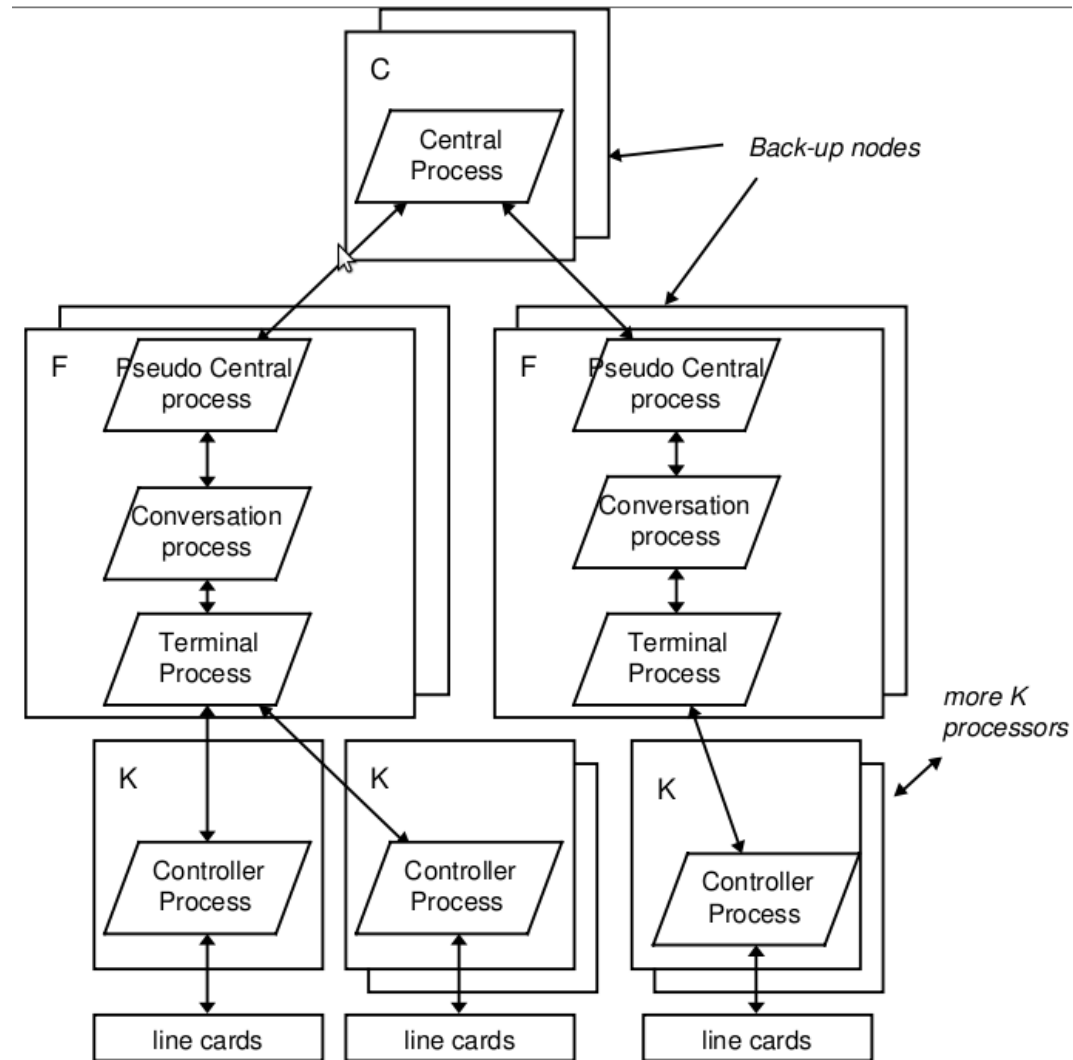 C
Central
Process
Back-up nodes
F
Pseudo Central
process
Conversation
process
Terminal
Process
F
Pseudo Central
process
Conversation
process
Terminal
Process
more K
processors
K
Controller
Process
K
Controller
Process
K
Controller
Process
line cards
line cards
line cards